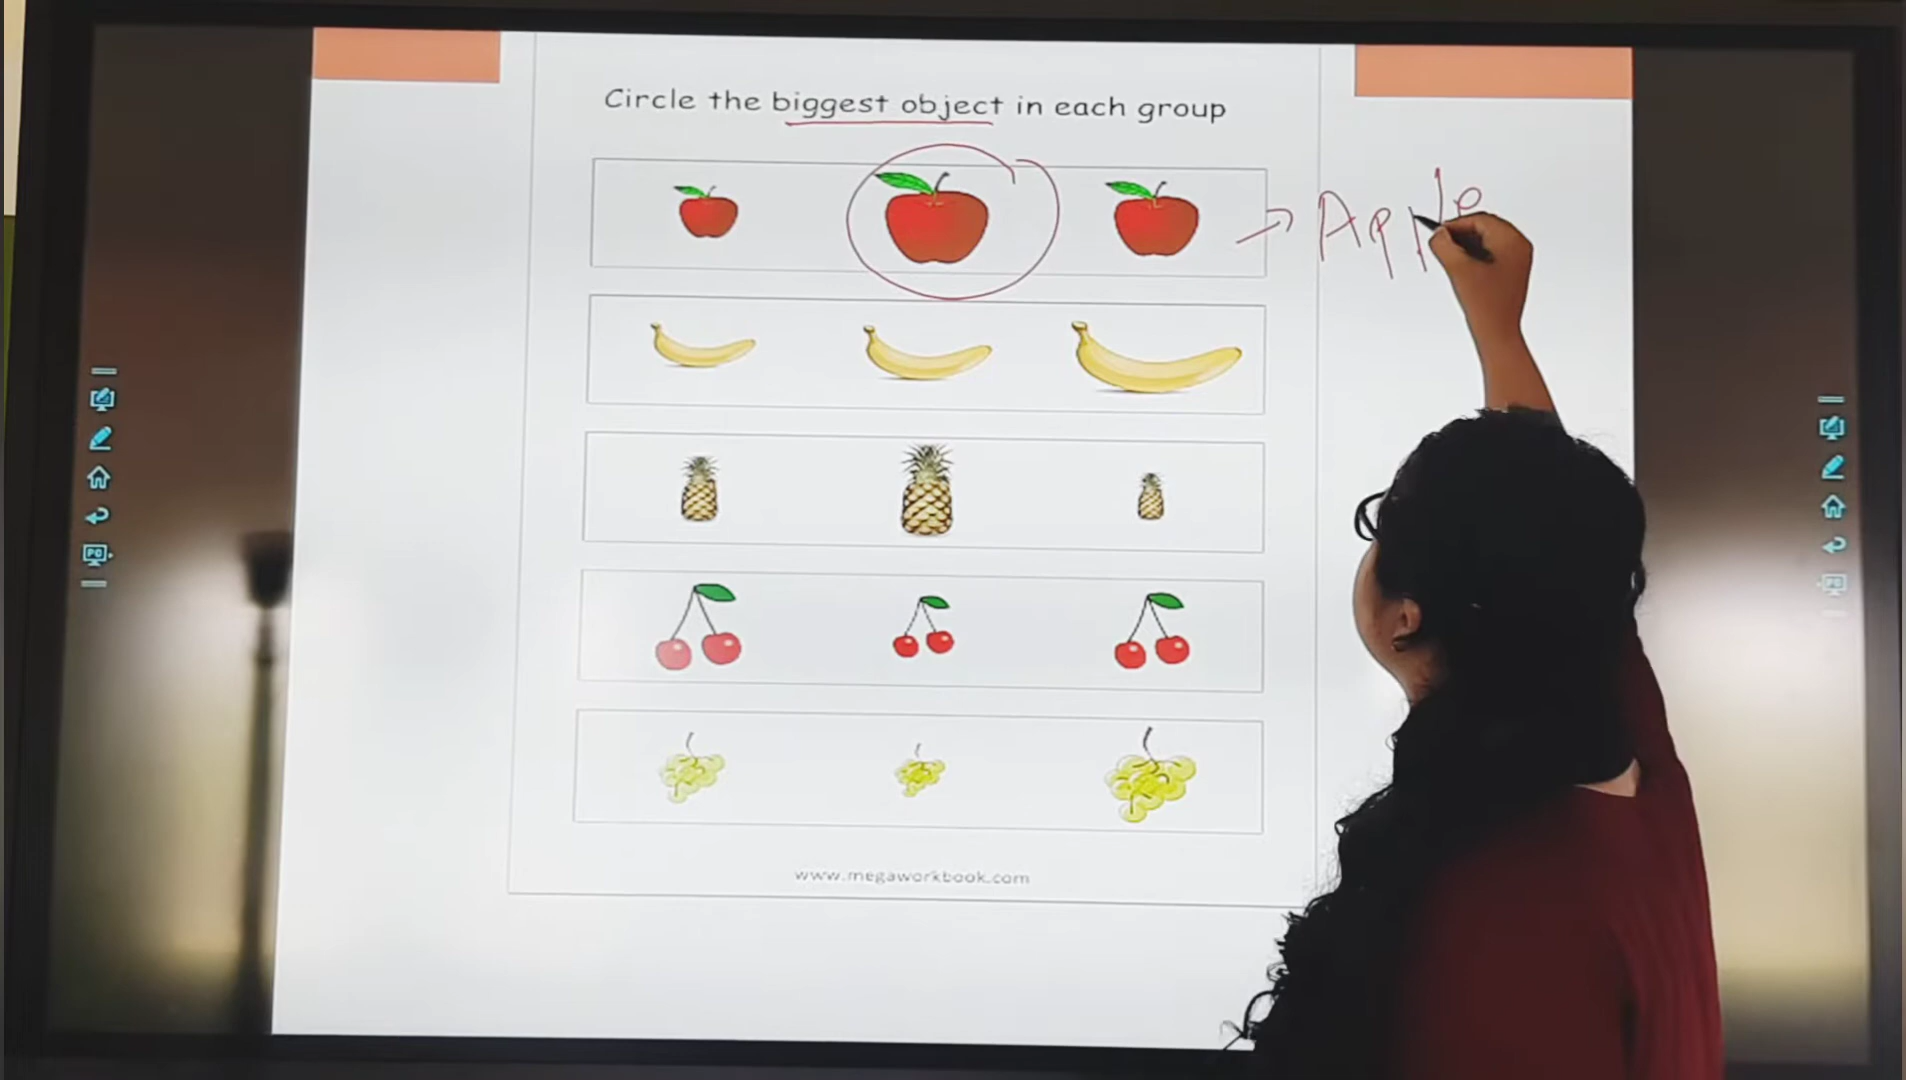 Circle the biggest object in each group
Apple
www.megaworkbook.com